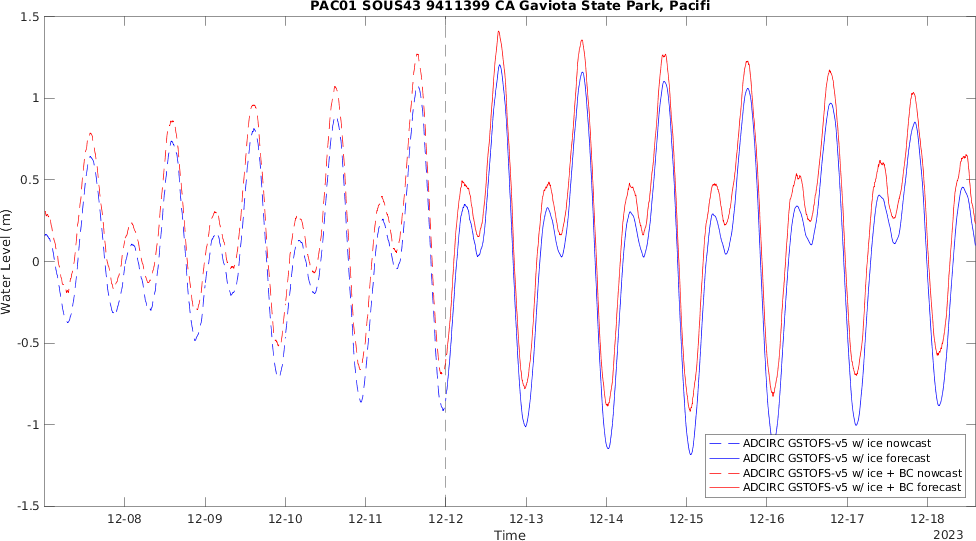 PAC01 SOUS43 9411399 CA Gaviota State Park, Pacifi
1.5
1
0.5
0
-0.5
-1
-1.5
Water Level (m)
ADCIRC GSTOFS-v5 w/ ice nowcast
ADCIRC GSTOFS-v5 w/ ice forecast
ADCIRC GSTOFS-v5 w/ ice + BC nowcast
ADCIRC GSTOFS-v5 w/ ice + BC forecast
12-08 12-09 12-10 12-11 12-12 12-13 12-14 12-15 12-16 12-17 12-18
Time
2023